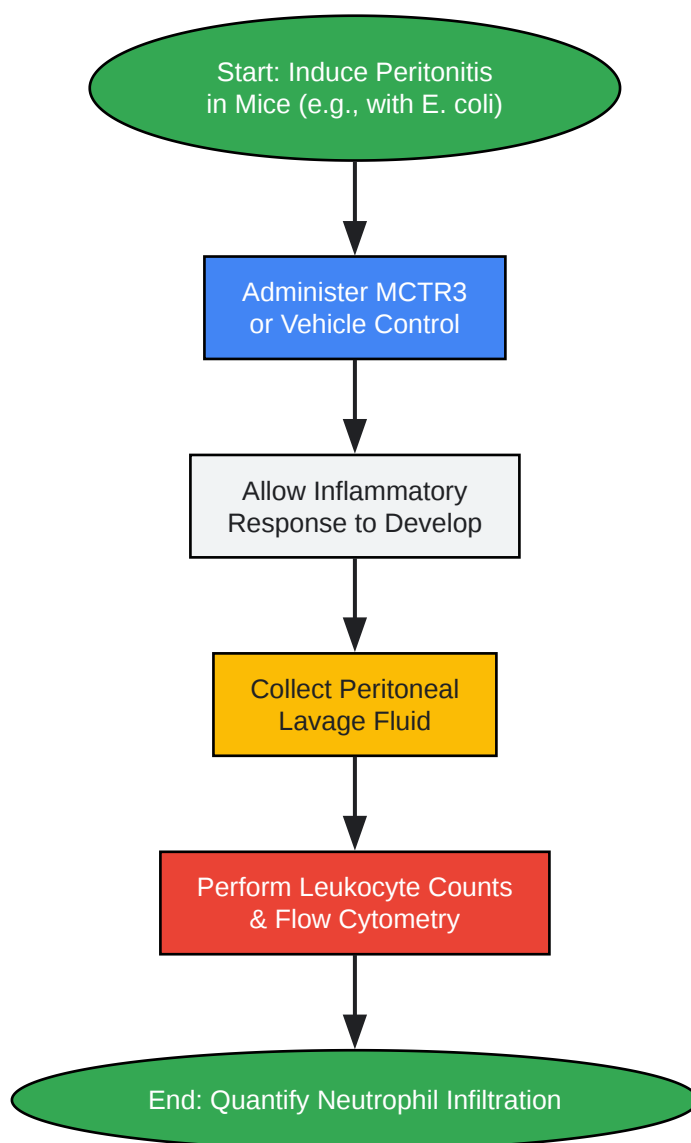 Start: Induce Peritonitis
in Mice (e.g., with E. coli)
Administer MCTR3
or Vehicle Control
Allow Inflammatory
Response to Develop
Collect Peritoneal
Lavage Fluid
Perform Leukocyte Counts
& Flow Cytometry
End: Quantify Neutrophil Infiltration